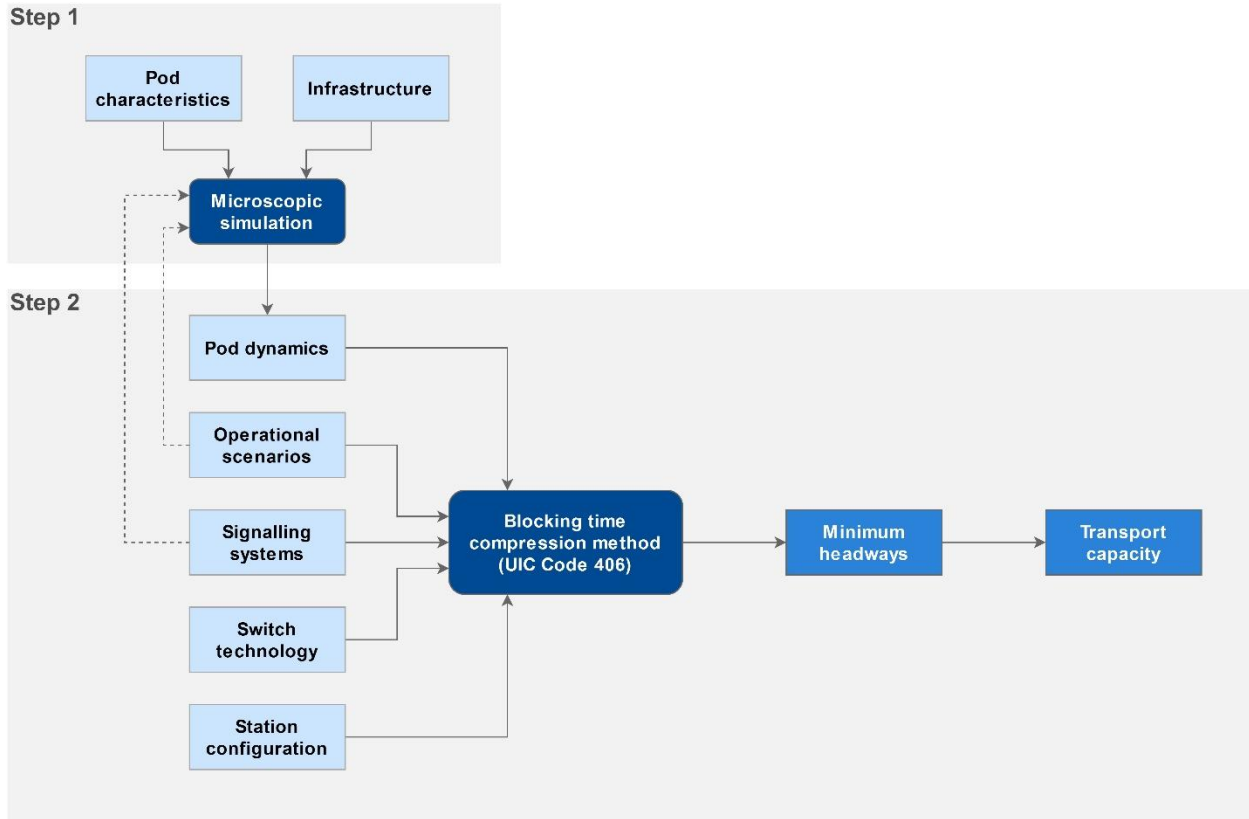 Step 1
Pod
characteristics
Infrastructure
Microscopic
simulation
Step 2
Pod dynamics
Operational
scenarios
Signalling
systems
Switch
technology
Station
configuration
Blocking time
compression method
(UIC Code 406)
Minimum
headways
Transport
capacity